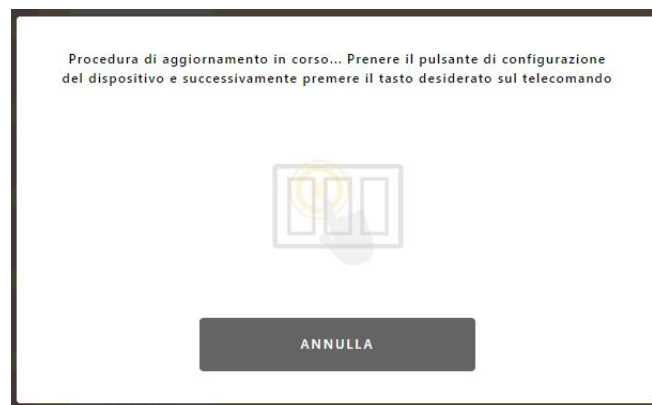 Procedura di aggiornamento in corso... Prenere il pulsante di configurazione
del dispositivo e successivamente premere il tasto desiderato sul telecomando
ANNULLA